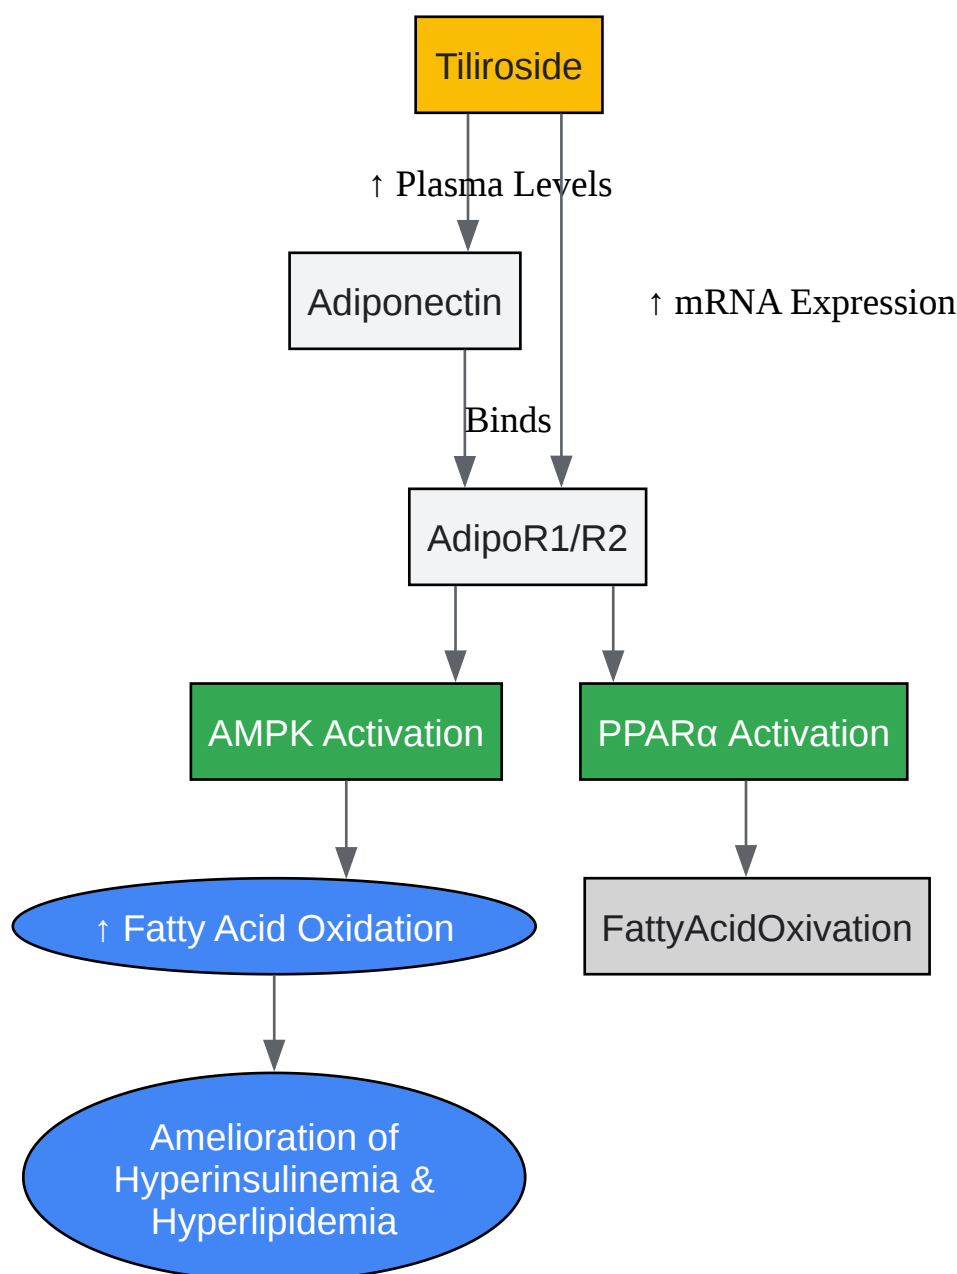 Tiliroside
↑ Plasma Levels
Adiponectin
↑ mRNA Expression
Binds
AdipoR1/R2
AMPK Activation
PPARα Activation
↑ Fatty Acid Oxidation
FattyAcidOxivation
Amelioration of
Hyperinsulinemia &
Hyperlipidemia